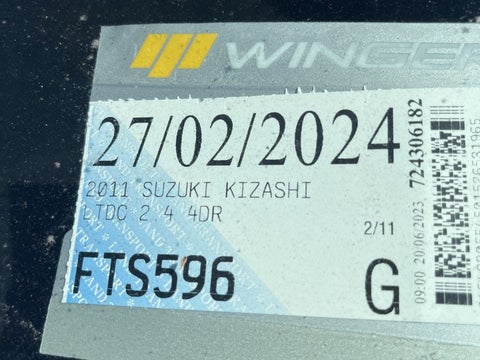 WINGER
27/02/2024
2011 SUZUKI KIZASHI
LTDC 2.4 4DR
2/11
FTS596
G
724306182
09:00 20/06/2023